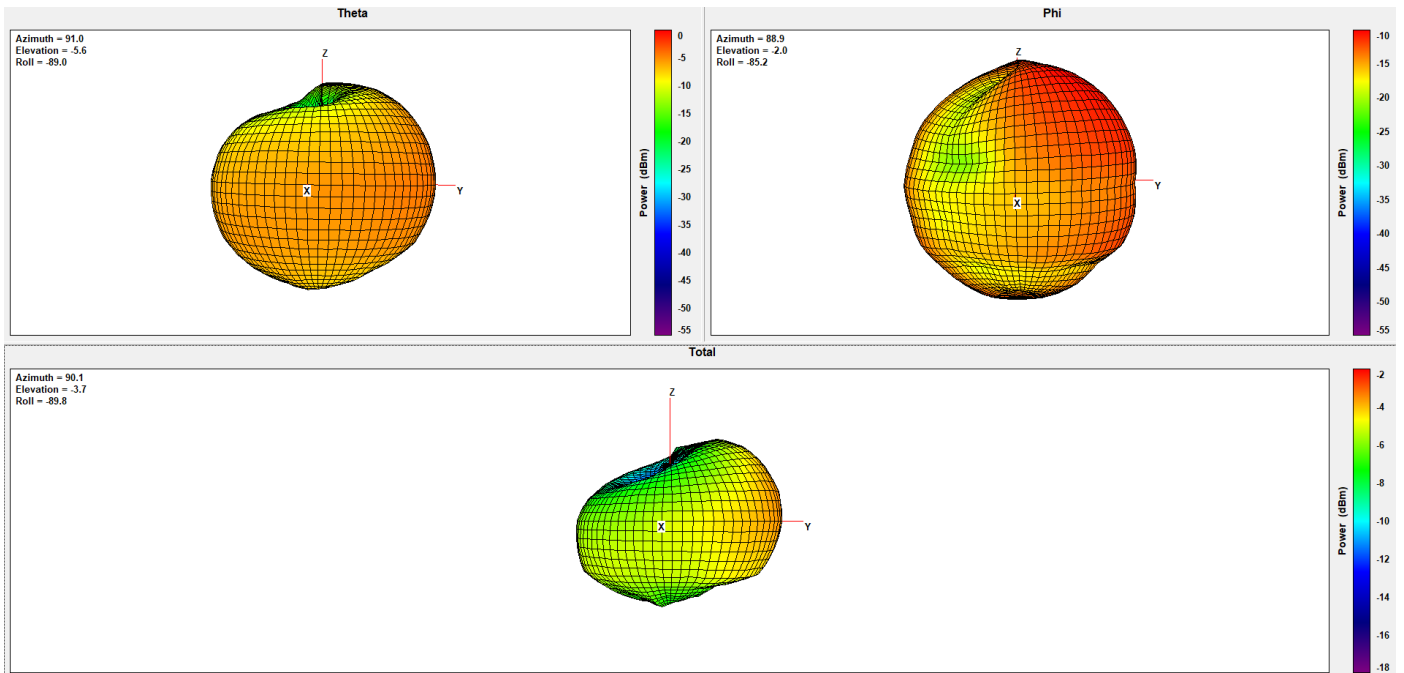 Theta
Azimuth = 91.0
Elevation = -5.6
Roll = -89.0
Z
X
Y
0
-5
-10
-15
-20
-25
-30
-35
-40
-45
-50
-55
Power (dBm)
Phi
Azimuth = 88.9
Elevation = -2.0
Roll = -85.2
Z
X
Y
-10
-15
-20
-25
-30
-35
-40
-45
-50
-55
Power (dBm)
Total
Azimuth = 90.1
Elevation = -3.7
Roll = -89.8
Z
X
Y
-2
-4
-6
-8
-10
-12
-14
-16
-18
Power (dBm)